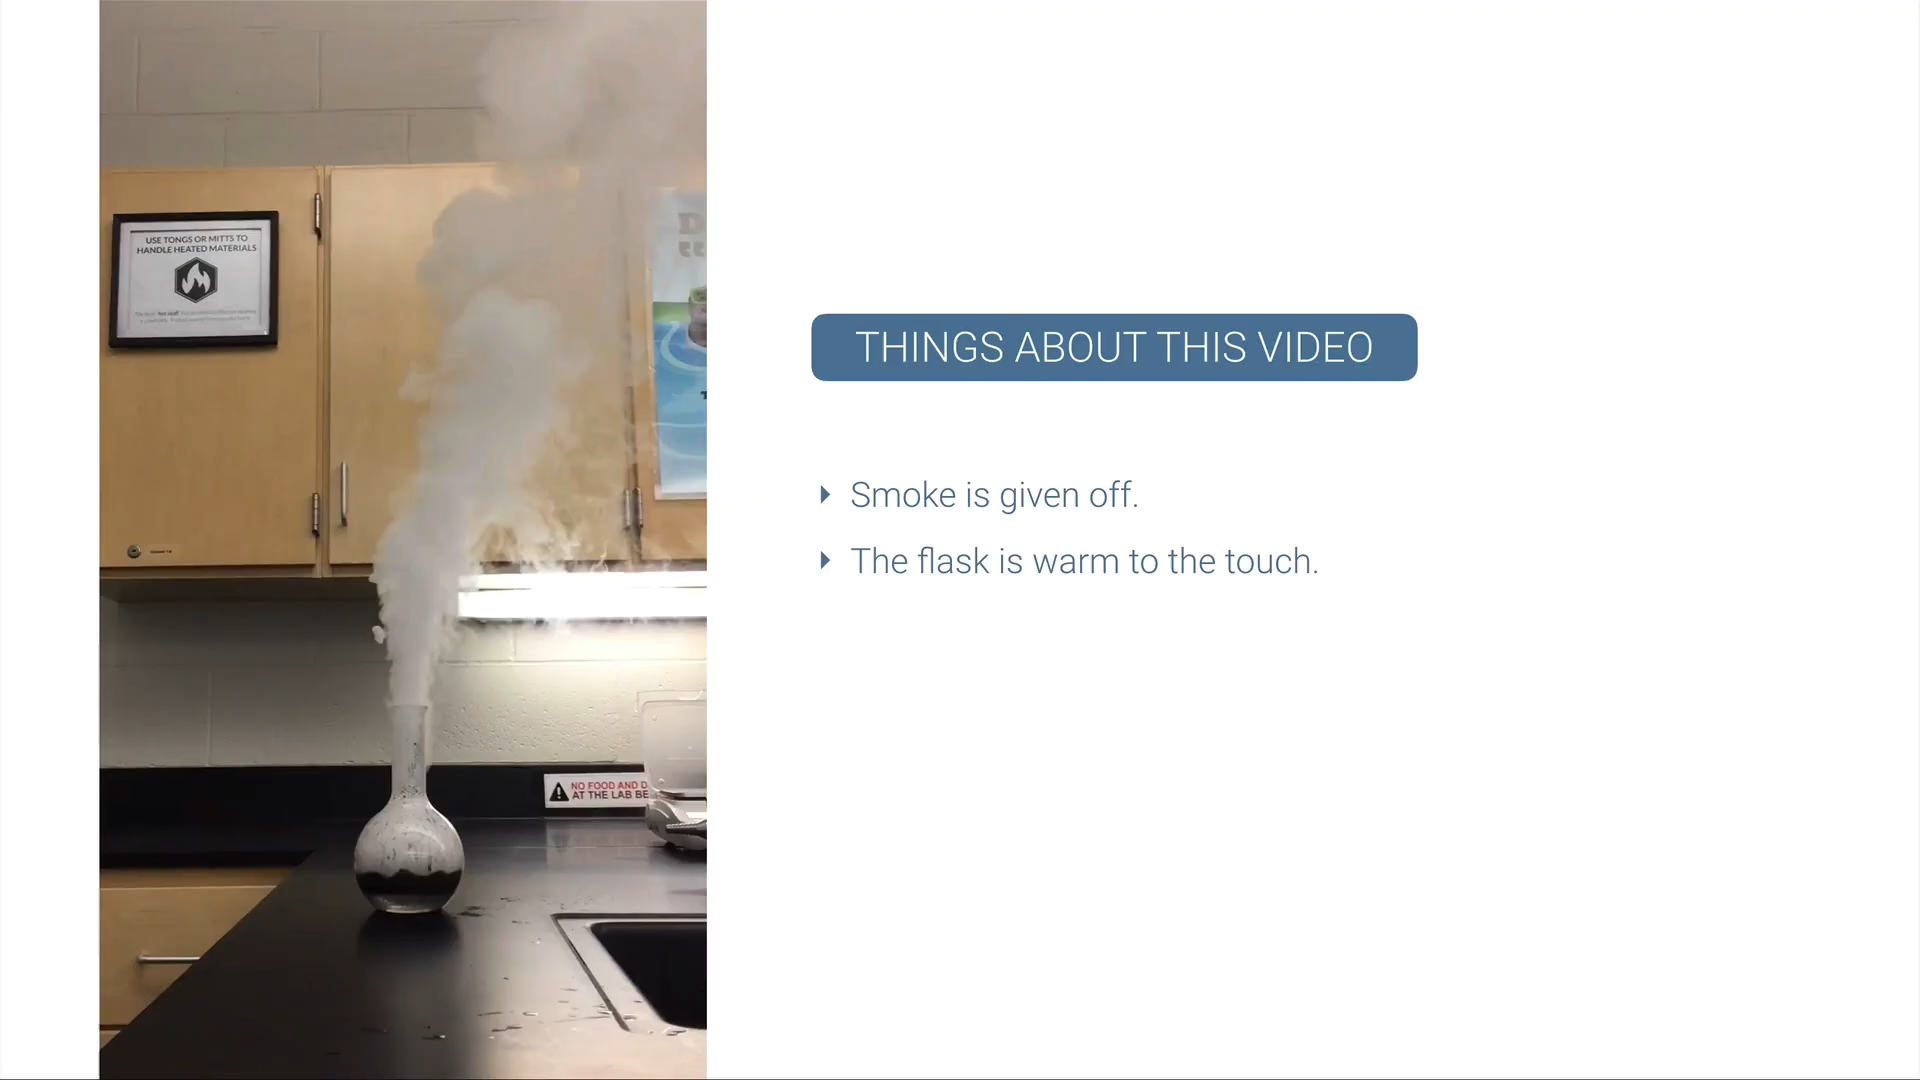 USE TONGS OR MITTS TO
HANDLE HEATED MATERIALS
NO FOOD AND D
AT THE LAB BE
THINGS ABOUT THIS VIDEO
Smoke is given off.
The flask is warm to the touch.